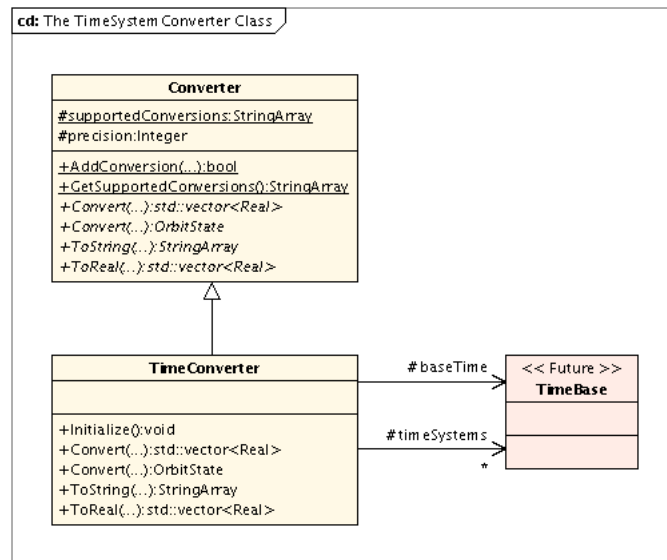 cd: The TimeSystem Converter Class
Converter
#supportedConversions:StringArray
#precision:Integer
+AddConversion(...):bool
+GetSupportedConversions():StringArray
+Convert(...):std::vector<Real>
+Convert(...):OrbitState
+ToString(...):StringArray
+ToReal(...):std::vector<Real>
TimeConverter
+Initialize():void
+Convert(...):std::vector<Real>
+Convert(...):OrbitState
+ToString(...):StringArray
+ToReal(...):std::vector<Real>
#baseTime
#timeSystems
*
<< Future >>
TimeBase